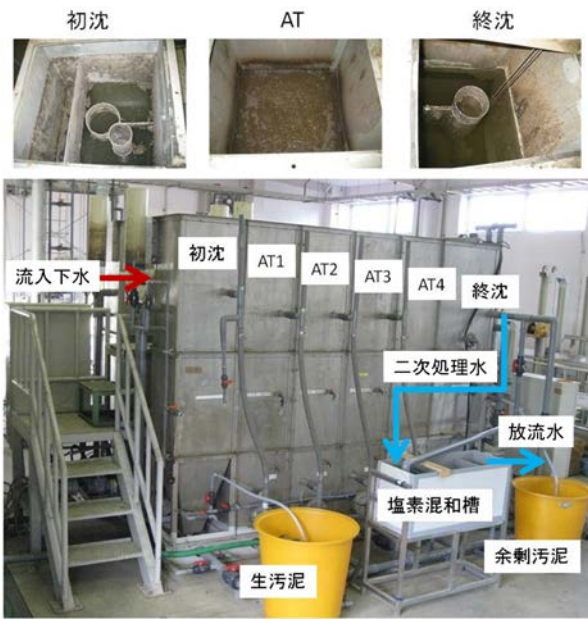 初沈
AT
終沈
流入下水
初沈
AT1
AT2
AT3
AT4
終沈
二次処理水
放流水
塩素混和槽
生汚泥
余剰汚泥